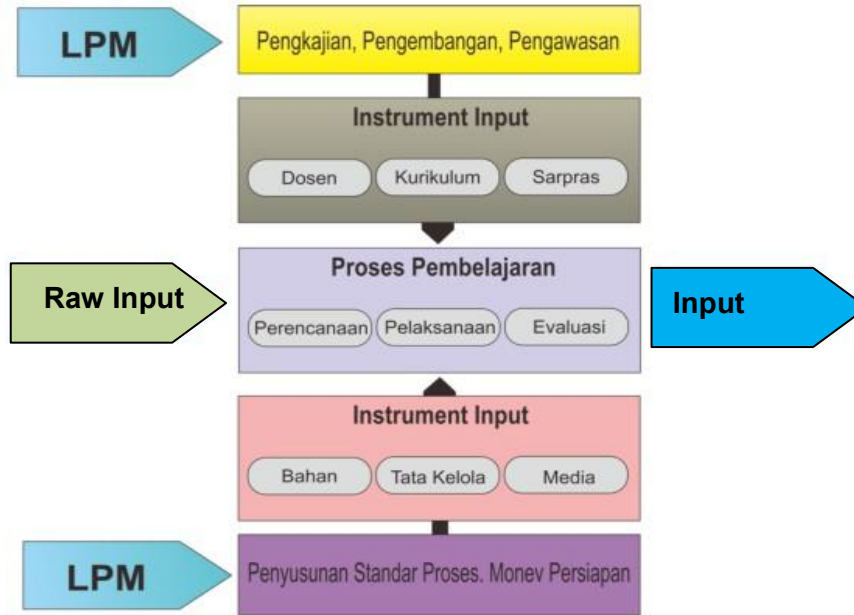 LPM
Pengkajian, Pengembangan, Pengawasan
Instrument Input
Dosen Kurikulum Sarpras
Raw Input
Proses Pembelajaran
Perencanaan Pelaksanaan Evaluasi
Input
Instrument Input
Bahan Tata Kelola Media
LPM
Penyusunan Standar Proses. Monev Persiapan